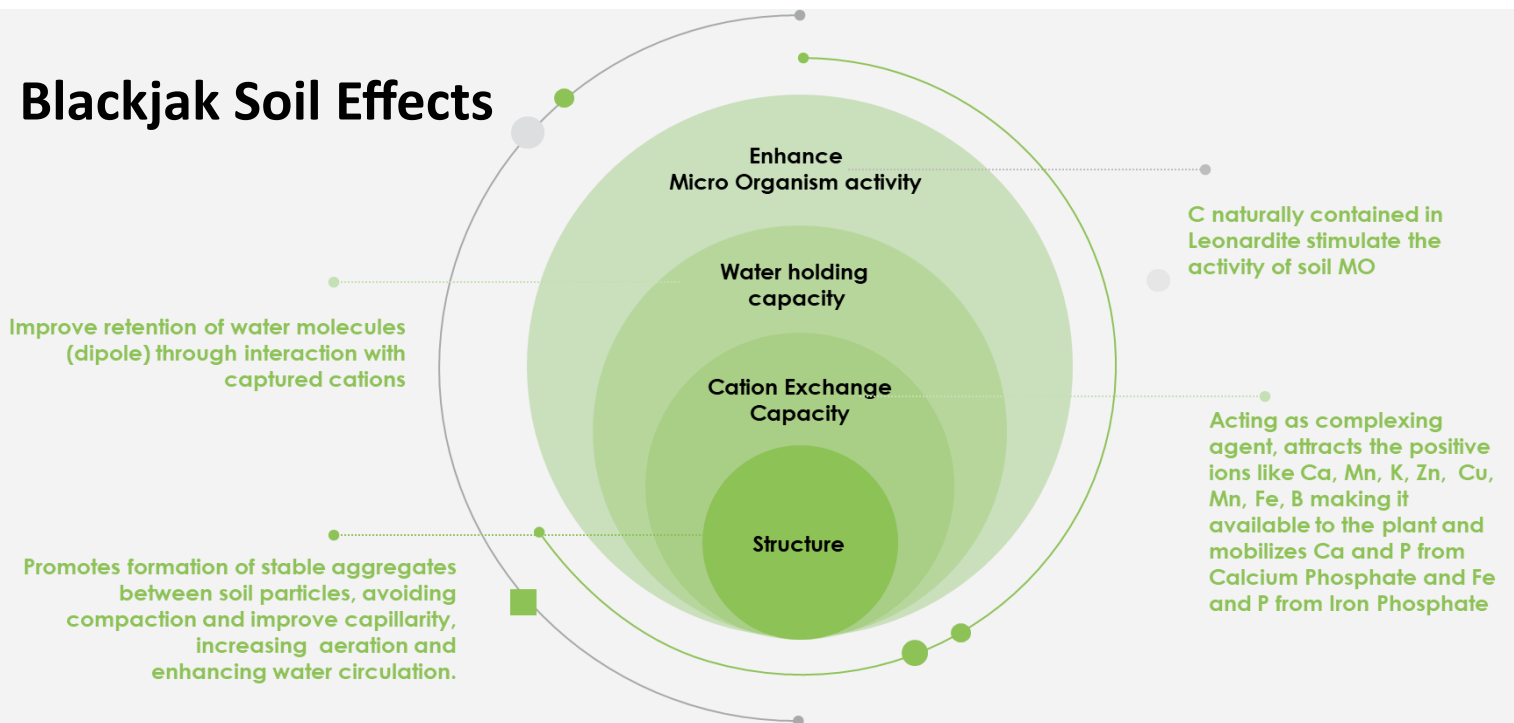 Blackjak Soil Effects
Enhance
Micro Organism activity
C naturally contained in
Leonardite stimulate the
activity of soil MO
Water holding
capacity
Improve retention of water molecules
(dipole) through interaction with
captured cations
Cation Exchange
Capacity
Acting as complexing
agent, attracts the positive
ions like Ca, Mn, K, Zn, Cu,
Mn, Fe, B making it
available to the plant and
mobilizes Ca and P from
Calcium Phosphate and Fe
and P from Iron Phosphate
Structure
Promotes formation of stable aggregates
between soil particles, avoiding
compaction and improve capillarity,
increasing aeration and
enhancing water circulation.